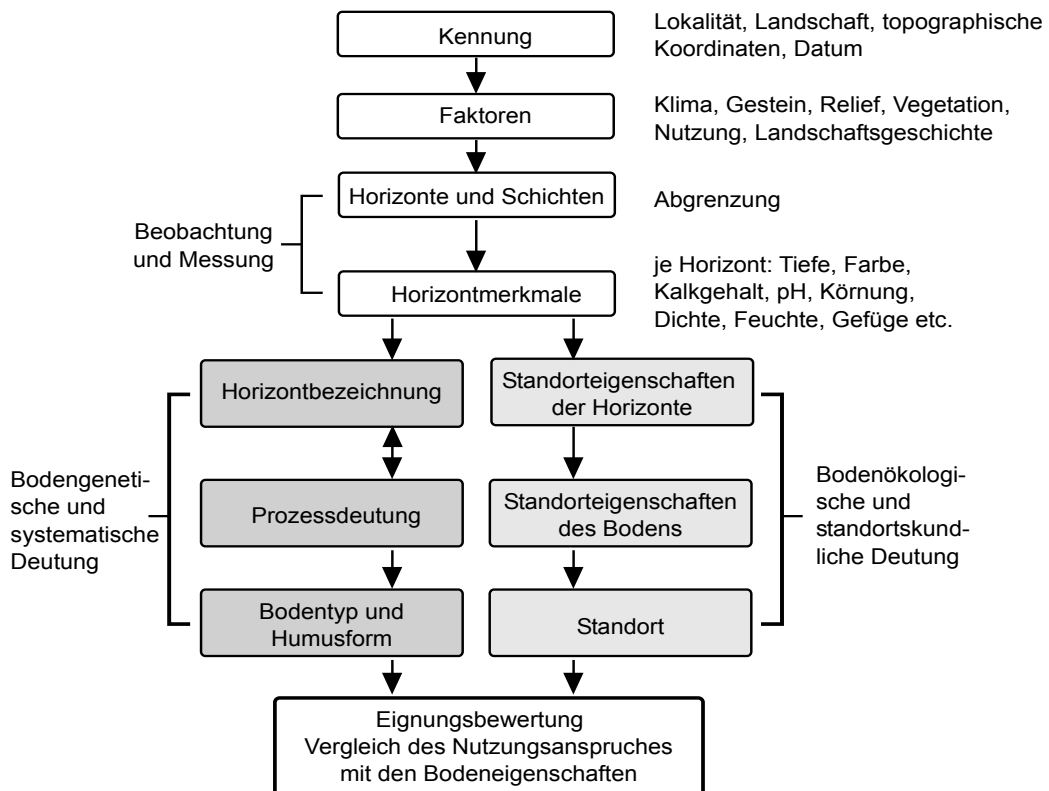 Kennung
Lokalität, Landschaft, topographische
Koordinaten, Datum
Faktoren
Klima, Gestein, Relief, Vegetation,
Nutzung, Landschaftsgeschichte
Horizonte und Schichten
Abgrenzung
Beobachtung
und Messung
Horizontmerkmale
je Horizont: Tiefe, Farbe,
Kalkgehalt, pH, Körnung,
Dichte, Feuchte, Gefüge etc.
Horizontbezeichnung
Standorteigenschaften
der Horizonte
Bodengeneti-
sche und
systematische
Deutung
Prozessdeutung
Standorteigenschaften
des Bodens
Bodenökologi-
sche und
standortskund-
liche Deutung
Bodentyp und
Humusform
Standort
Eignungsbewertung
Vergleich des Nutzungsanspruches
mit den Bodeneigenschaften